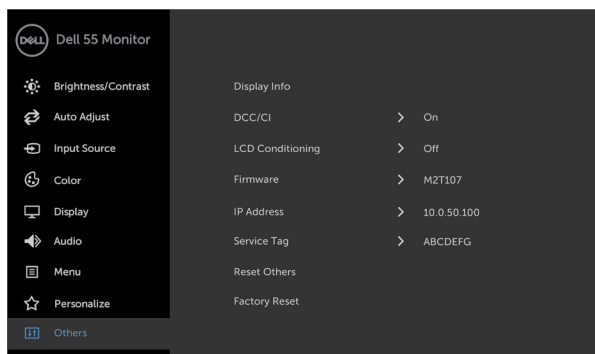 DELL Dell 55 Monitor
Brightness/Contrast
Auto Adjust
Input Source
Color
Display
Audio
Menu
Personalize
Others
Display Info
DCC/CI > On
LCD Conditioning > Off
Firmware > M2T107
IP Address > 10.0.50.100
Service Tag > ABCDEFG
Reset Others
Factory Reset